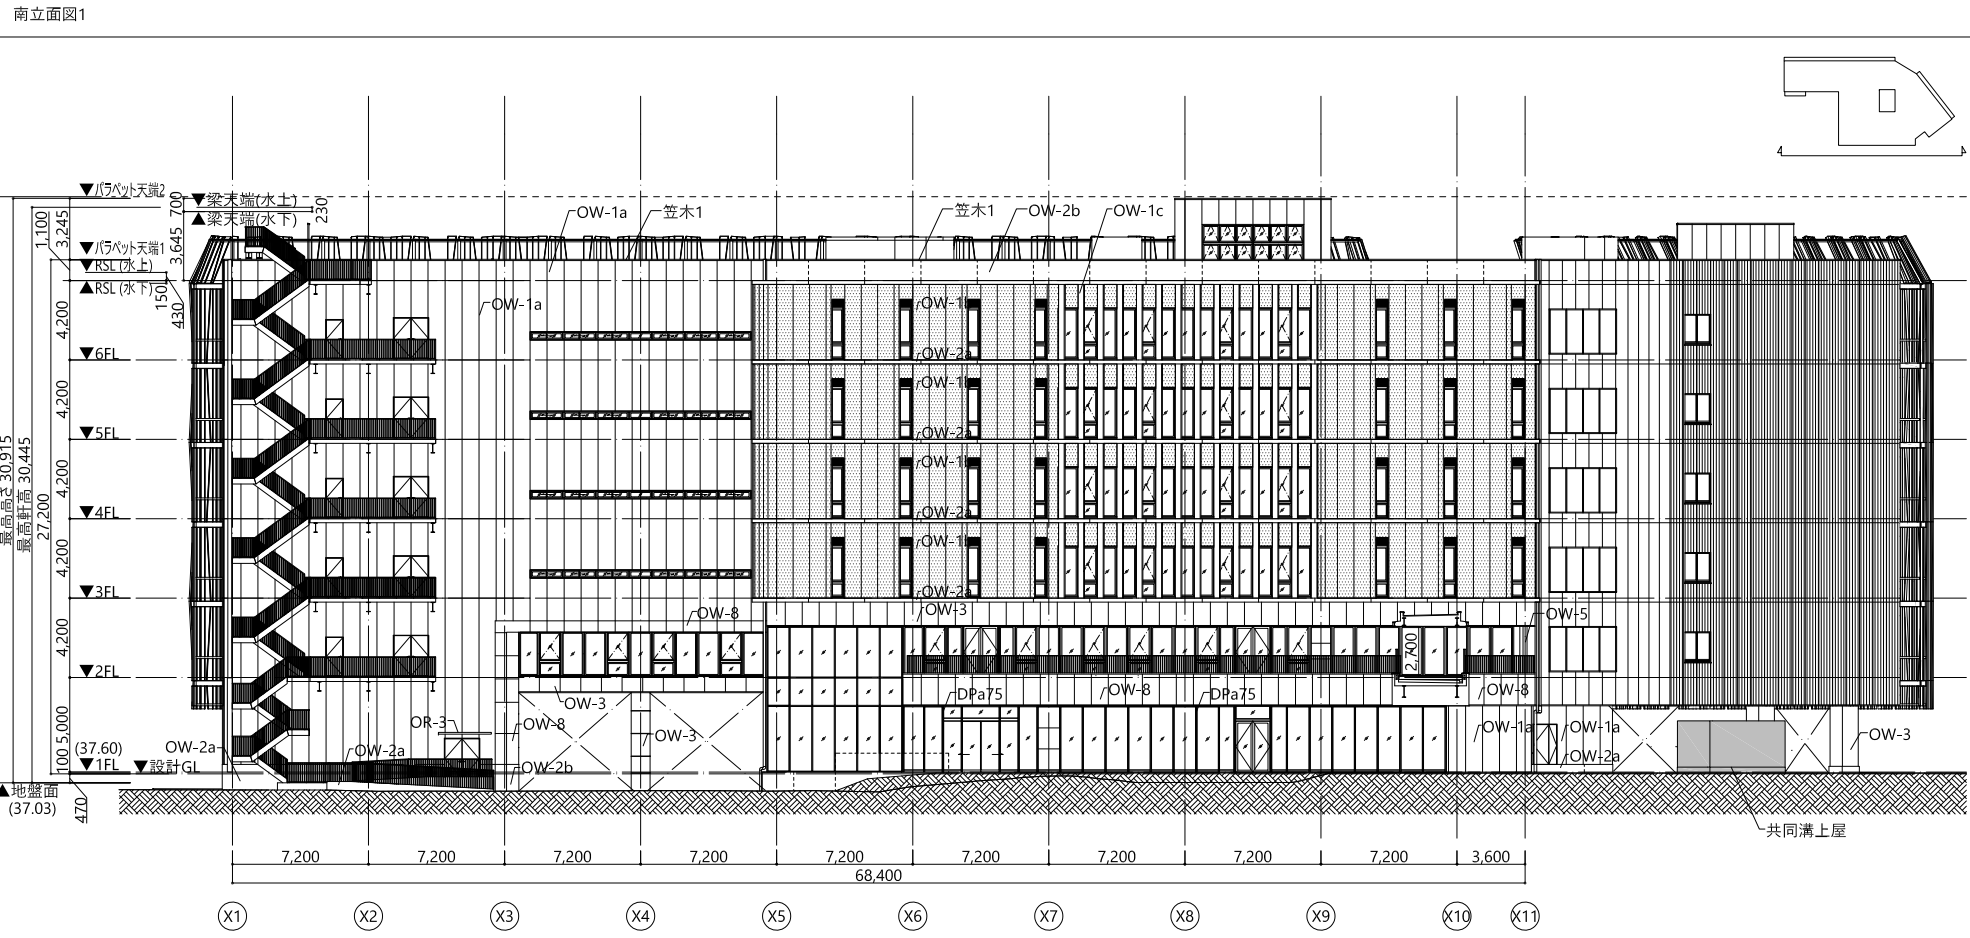 南立面図1
▼パラペット天端2
▼梁天端(水上)
▲梁天端(水下)
700
230
1,100
3,245
3,645
OW-1a
笠木1
笠木1
OW-2b
OW-1c
▼パラペット天端1
▼RSL (水上)
▲RSL (水下)
150
430
OW-1a
OW-1b
4,200
▼6FL
OW-2a
OW-1b
4,200
▼5FL
OW-2a
最高高さ 30,915
最高軒高 30,445
27,200
OW-1b
4,200
▼4FL
OW-2a
OW-1b
4,200
▼3FL
OW-2a
OW-8
OW-3
OW-5
4,200
2,700
▼2FL
OW-3
DPa75
OW-8
DPa75
OW-8
5,000
OR-3
OW-8
OW-3
OW-1a
OW-1a
OW-3
(37.60)
OW-2a
OW-2a
OW-2a
100
▼1FL
▼設計GL
OW-2b
▲地盤面
(37.03)
470
共同溝上屋
7,200
7,200
7,200
7,200
7,200
7,200
7,200
7,200
7,200
3,600
68,400
X1
X2
X3
X4
X5
X6
X7
X8
X9
X10
X11